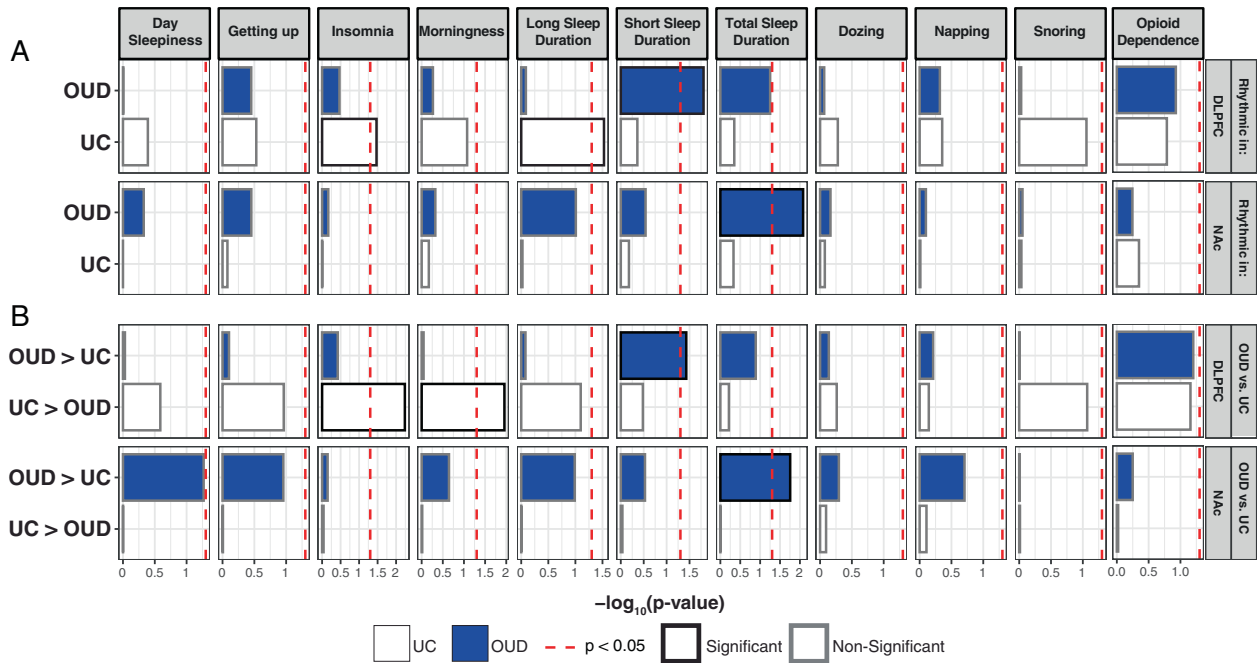 A
Day
Sleepiness
Getting up
Insomnia
Morningness
Long Sleep
Duration
Short Sleep
Duration
Total Sleep
Duration
Dozing
Napping
Snoring
Opioid
Dependence
OUD
UC
DLPFC
Rhythmic in:
OUD
UC
NAc
Rhythmic in:
B
OUD > UC
UC > OUD
DLPFC
OUD vs. UC
OUD > UC
UC > OUD
NAc
OUD vs. UC
0 0.5 1
0 0.5 1
0 0.5 1 1.5 2
0 0.5 1 1.5 2
0 0.5 1 1.5
0 0.5 1 1.5
0 0.5 1 1.5 2
0 0.5 1
0 0.5 1
0 0.5 1
0.0 0.5 1.0
−log10(p-value)
UC
OUD
p < 0.05
Significant
Non-Significant